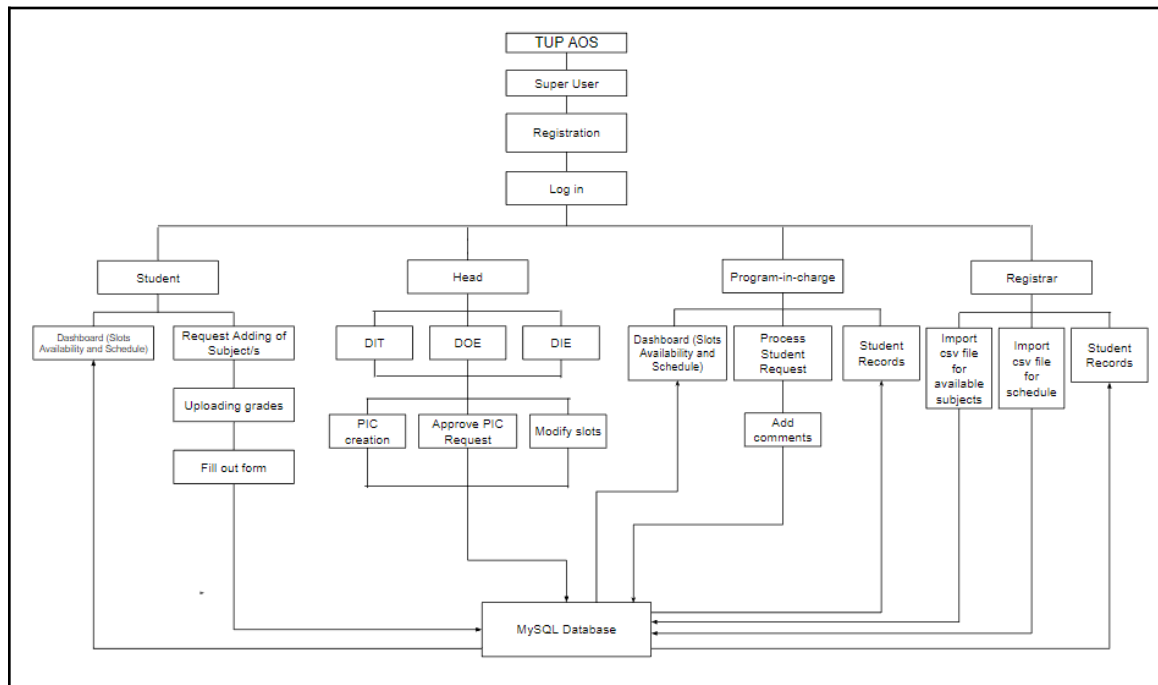 TUP AOS
Super User
Registration
Log in
Student
Head
Program-in-charge
Registrar
Dashboard (Slots
Availability and Schedule)
Request Adding of
Subject/s
DIT
DOE
DIE
Dashboard (Slots
Availability and
Schedule)
Process
Student
Request
Student
Records
Import
csv file
for
available
subjects
Import
csv file
for
schedule
Student
Records
Uploading grades
PIC
creation
Approve PIC
Request
Modify slots
Add
comments
Fill out form
MySQL Database